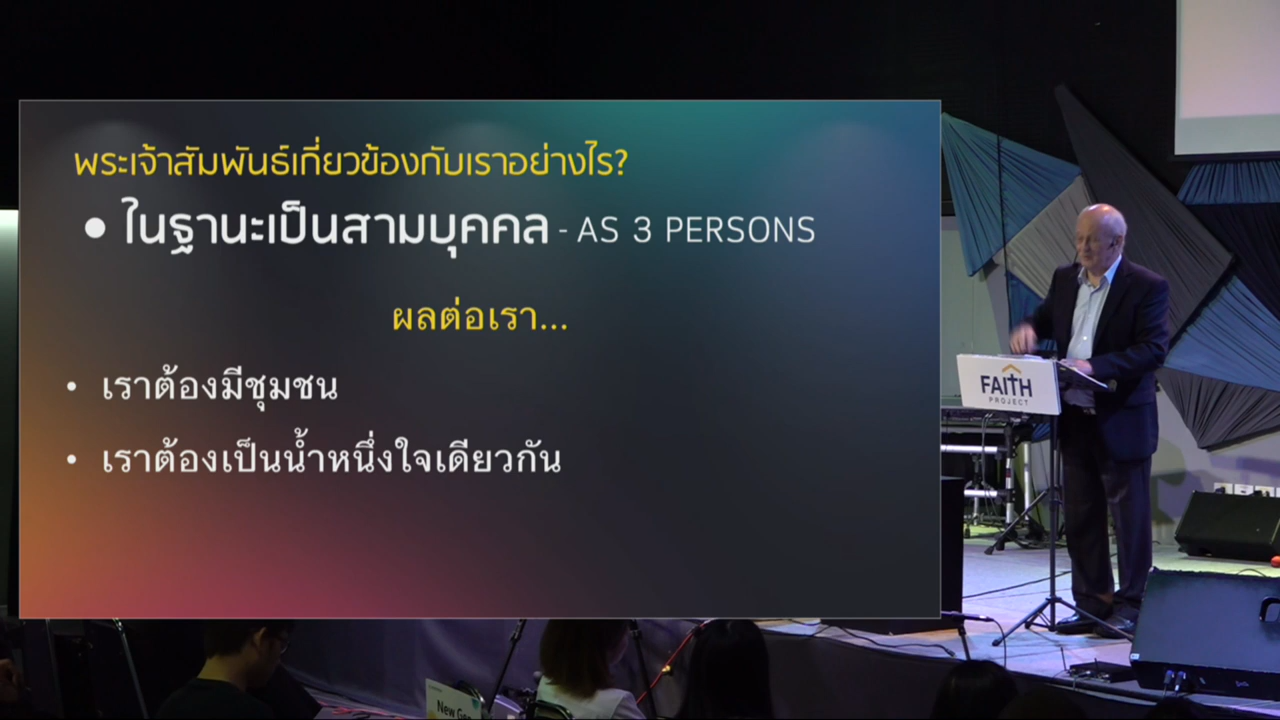 พระเจ้าสัมพันธ์เกี่ยวข้องกับเราอย่างไร?
● ในฐานะเป็นสามบุคคล - AS 3 PERSONS
ผลต่อเรา...
• เราต้องมีชุมชน
• เราต้องเป็นน้ำหนึ่งใจเดียวกัน
FAITH
PROJECT
New